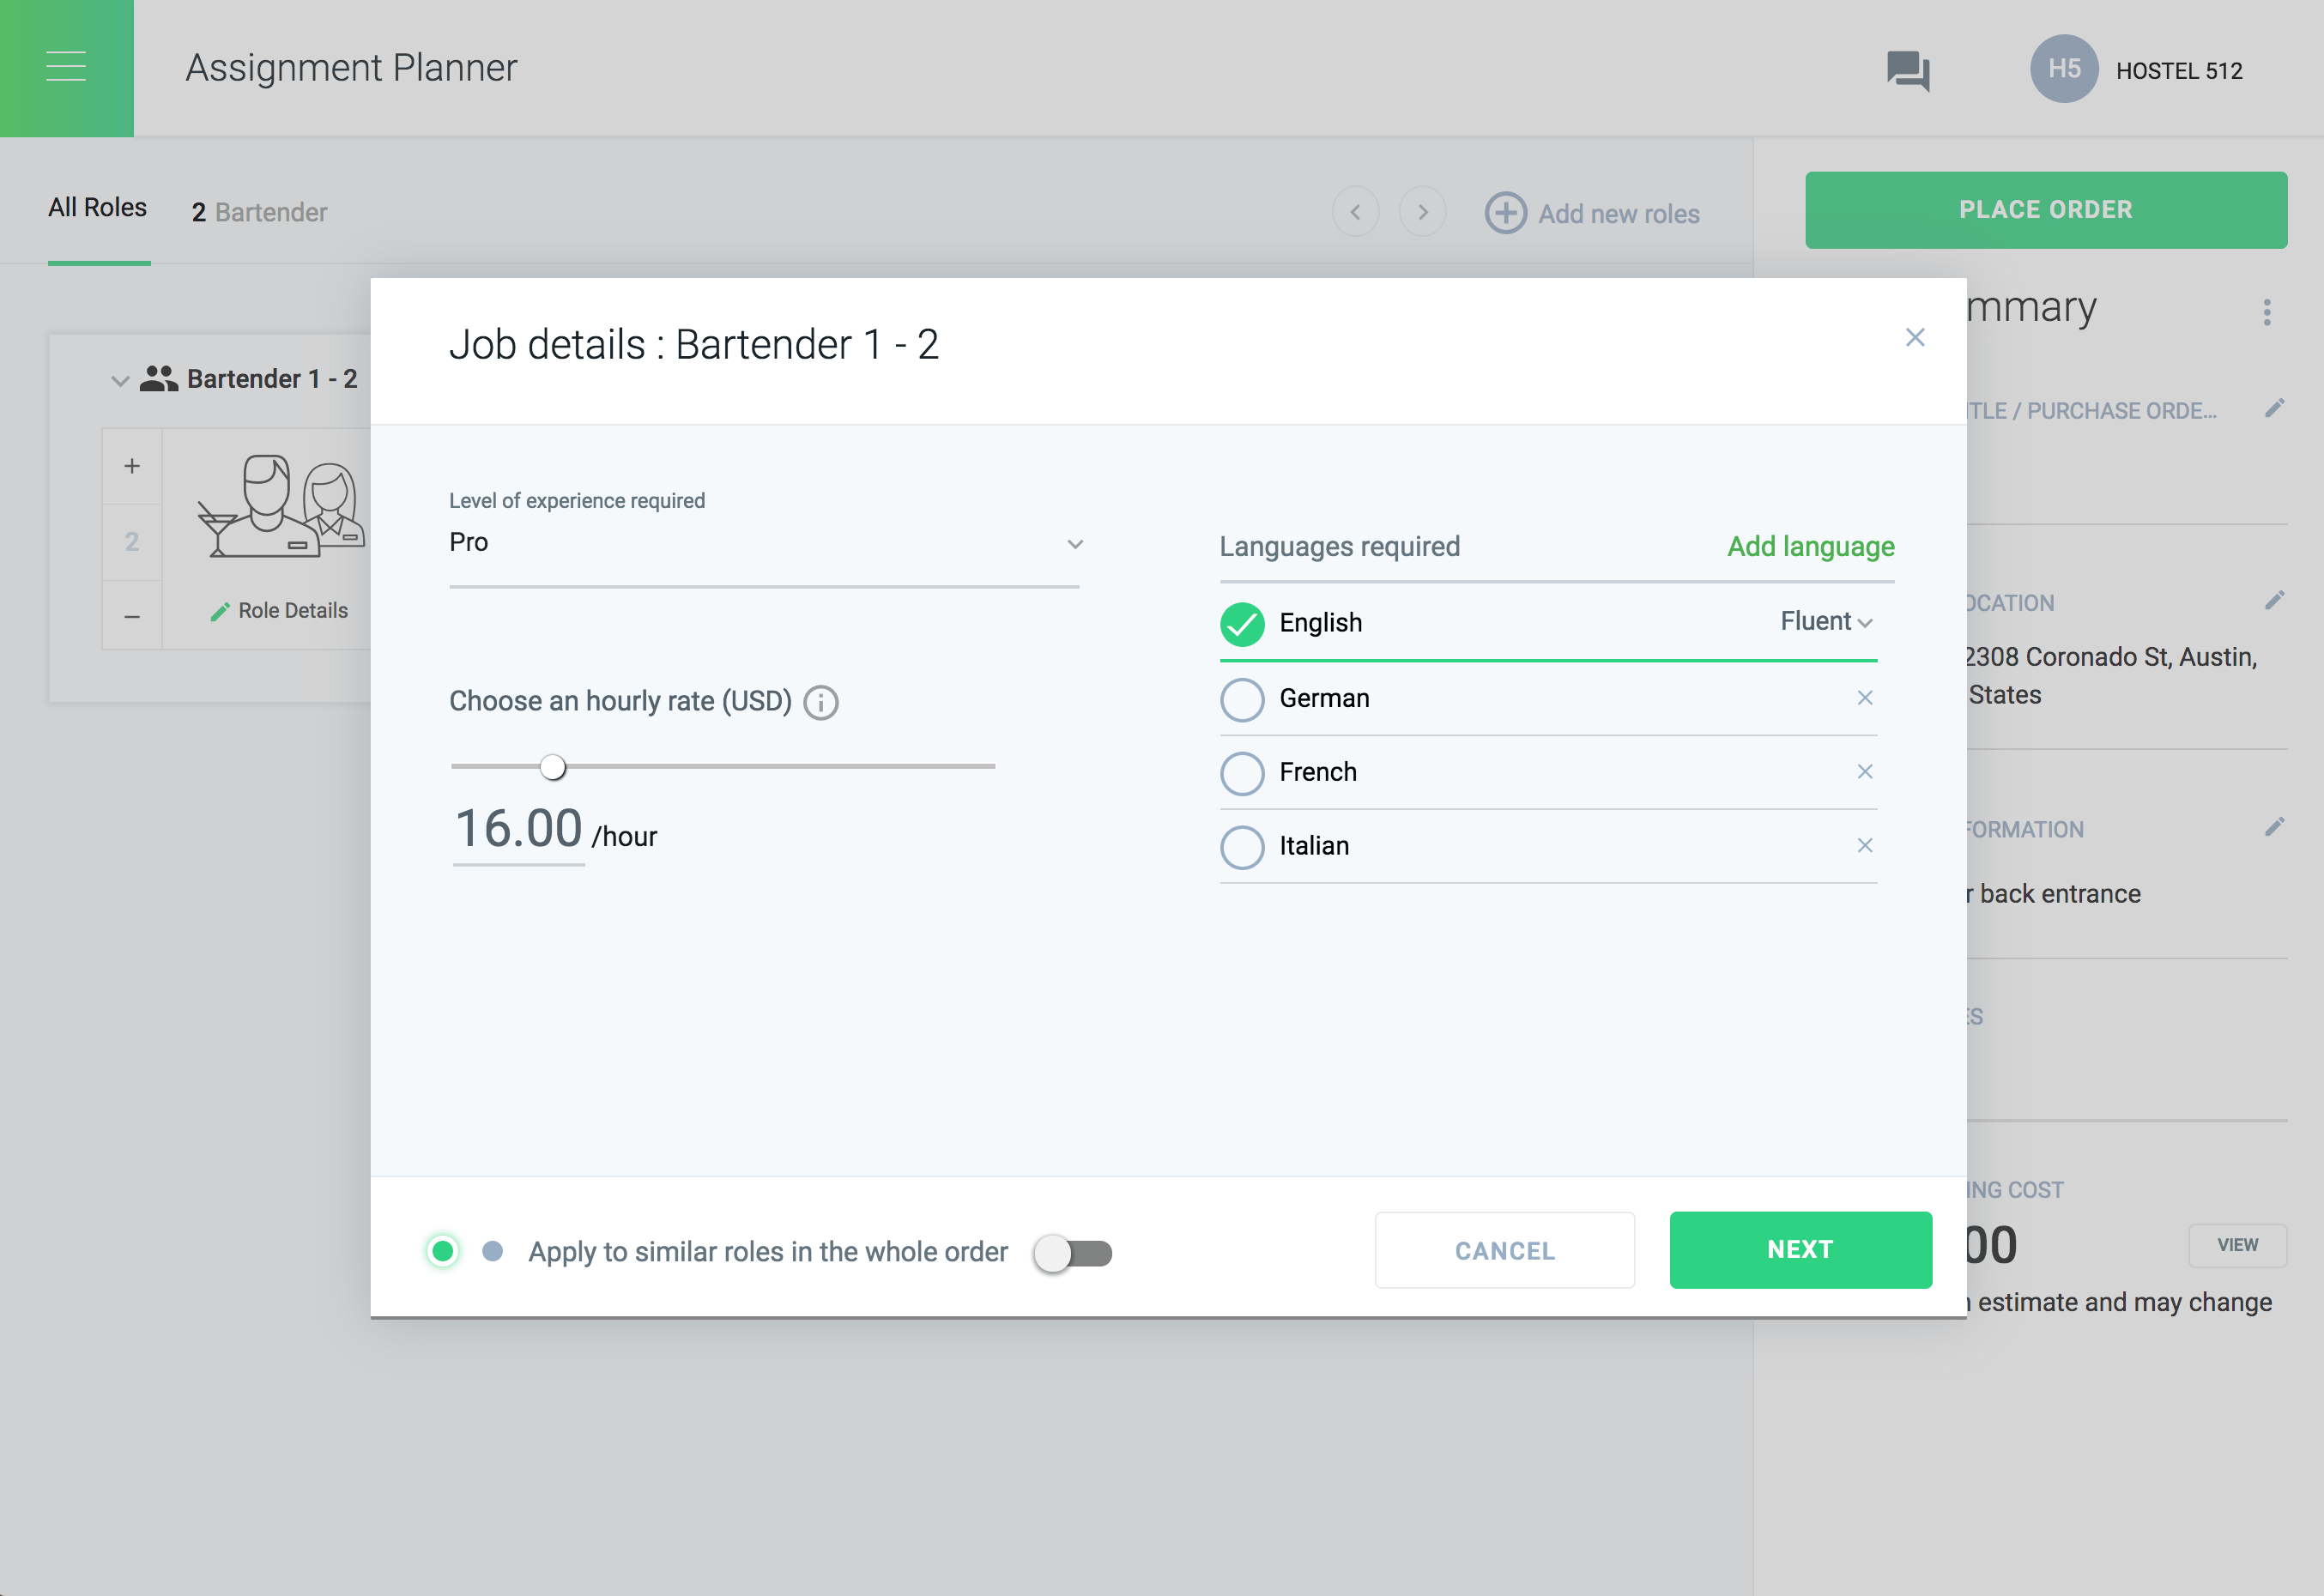 Assignment Planner
H5 HOSTEL 512
All Roles
2 Bartender
Add new roles
PLACE ORDER
Job details : Bartender 1 - 2
mmary
Bartender 1 - 2
ITLE / PURCHASE ORDE...
+
2
−
Role Details
Level of experience required
Pro
Languages required
Add language
English
Fluent
OCATION
2308 Coronado St, Austin,
States
German
Choose an hourly rate (USD)
French
16.00 /hour
Italian
FORMATION
r back entrance
ES
ING COST
00
VIEW
n estimate and may change
Apply to similar roles in the whole order
CANCEL
NEXT